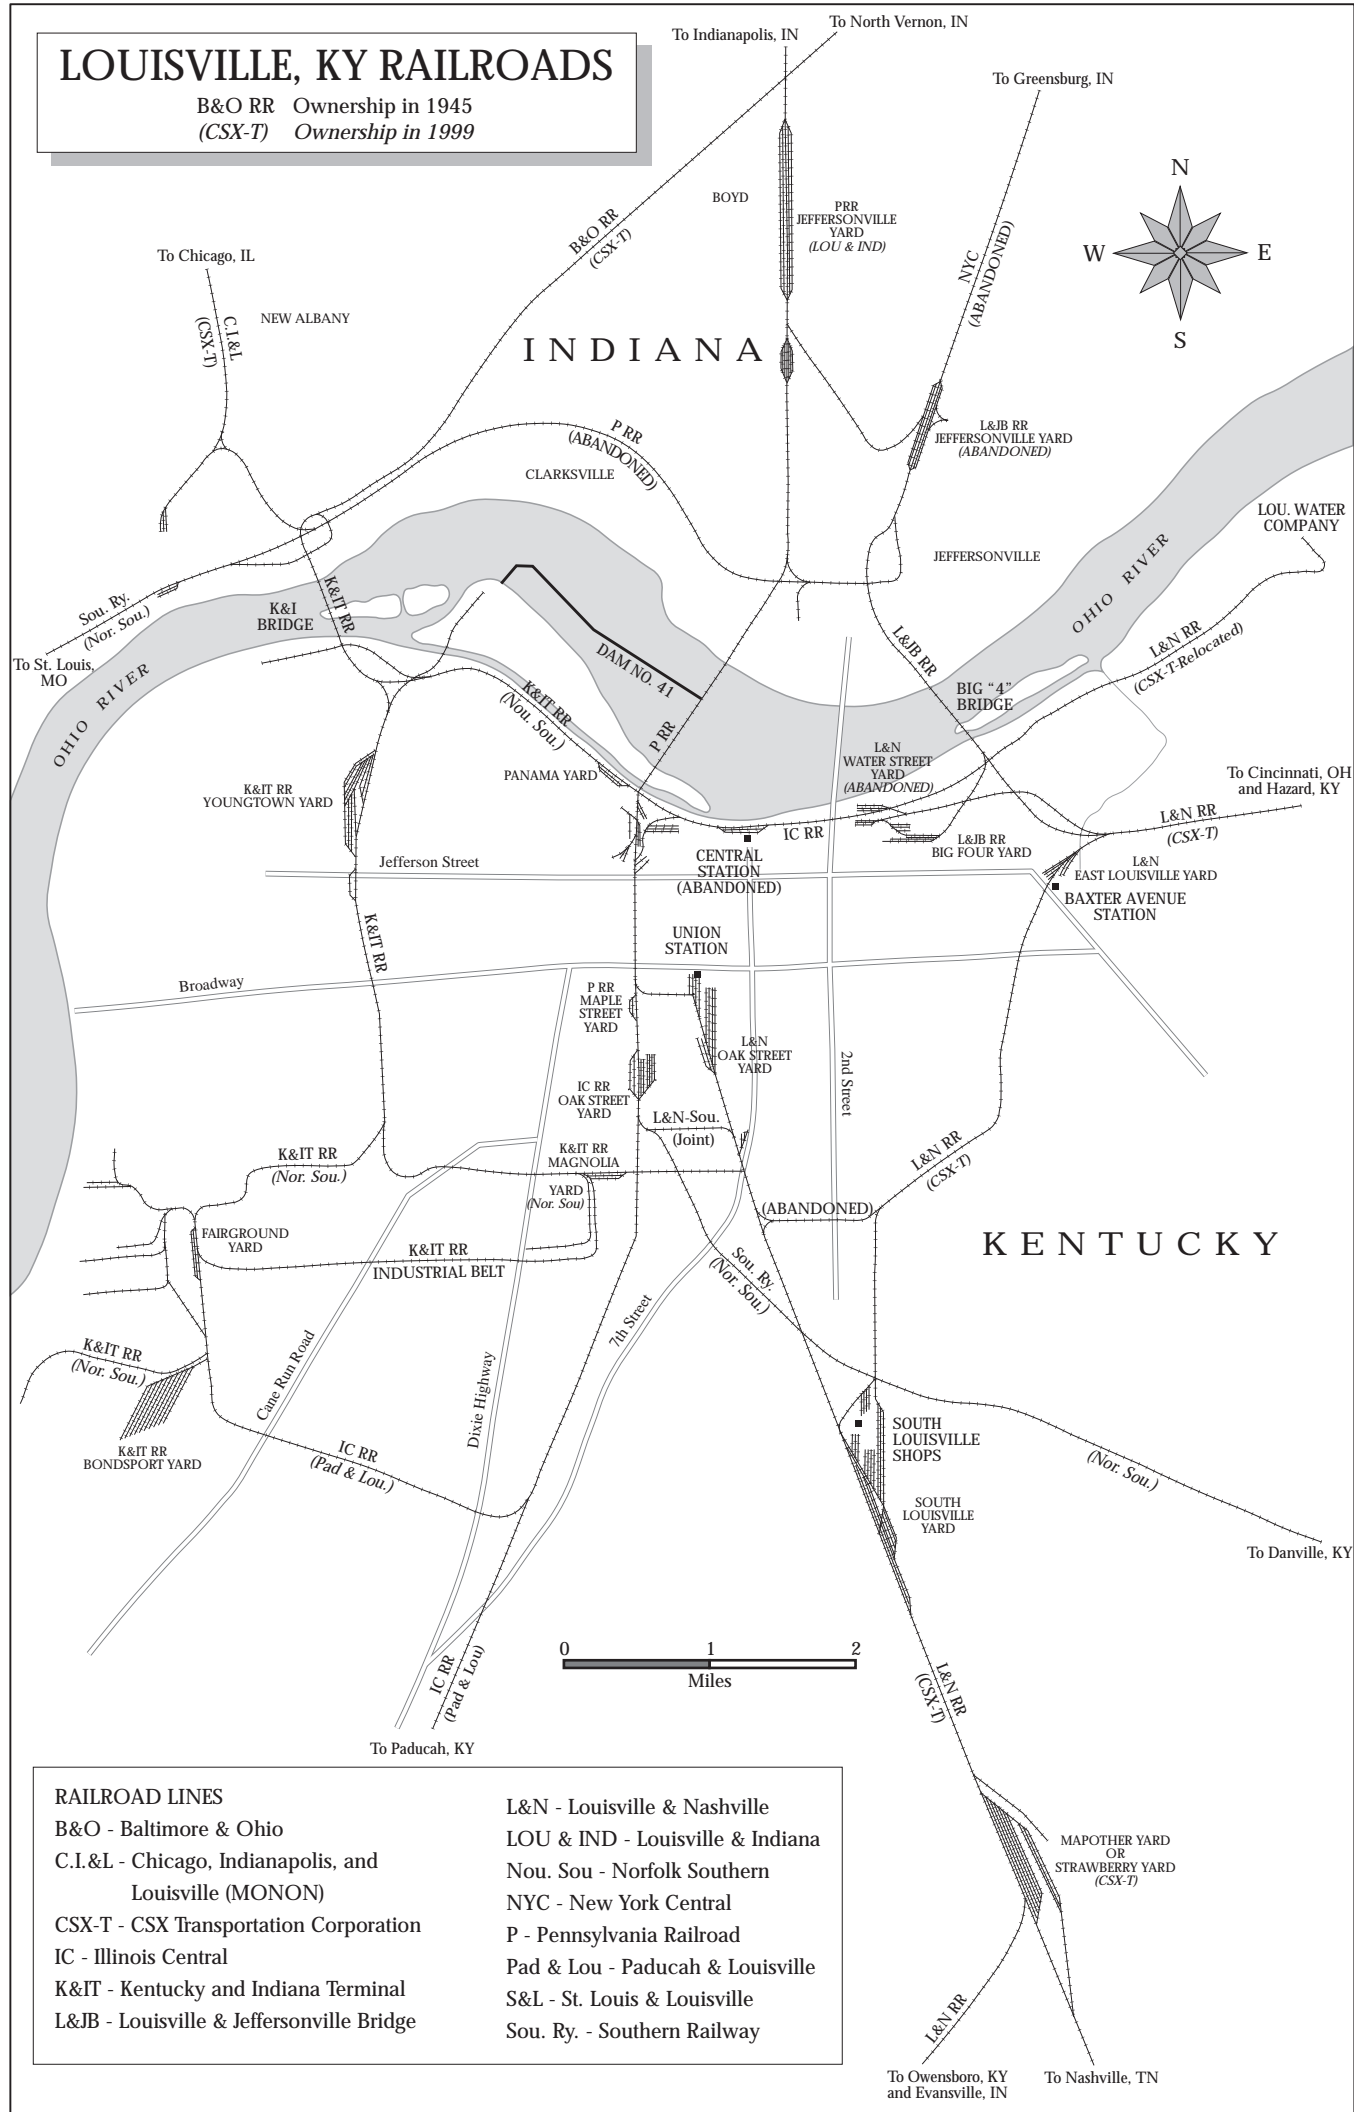 LOUISVILLE, KY RAILROADS
B&O RR Ownership in 1945
(CSX-T) Ownership in 1999
To North Vernon, IN
To Indianapolis, IN
To Greensburg, IN
N
W
E
S
BOYD
PRR
JEFFERSONVILLE
YARD
(LOU & IND)
B&O RR
(CSX-T)
NYC
(ABANDONED)
To Chicago, IL
C.I.&L
(CSX-T)
NEW ALBANY
INDIANA
P RR
(ABANDONED)
CLARKSVILLE
L&JB RR
JEFFERSONVILLE YARD
(ABANDONED)
LOU. WATER
COMPANY
JEFFERSONVILLE
OHIO RIVER
Sou. Ry.
(Nor. Sou.)
To St. Louis,
MO
OHIO RIVER
K&I
BRIDGE
K&IT RR
DAM NO. 41
L&JB RR
L&N RR
(CSX-T-Relocated)
BIG “4”
BRIDGE
K&IT RR
(Nou. Sou.)
P RR
PANAMA YARD
L&N
WATER STREET
YARD
(ABANDONED)
K&IT RR
YOUNGTOWN YARD
To Cincinnati, OH
and Hazard, KY
L&N RR
(CSX-T)
IC RR
L&JB RR
BIG FOUR YARD
Jefferson Street
CENTRAL
STATION
(ABANDONED)
L&N
EAST LOUISVILLE YARD
BAXTER AVENUE
STATION
K&IT RR
UNION
STATION
Broadway
P RR
MAPLE
STREET
YARD
L&N
OAK STREET
YARD
2nd Street
IC RR
OAK STREET
YARD
L&N-Sou.
(Joint)
K&IT RR
(Nor. Sou.)
K&IT RR
MAGNOLIA
YARD
(Nor. Sou)
L&N RR
(CSX-T)
(ABANDONED)
FAIRGROUND
YARD
K&IT RR
INDUSTRIAL BELT
KENTUCKY
Sou. Ry.
(Nor. Sou.)
7th Street
K&IT RR
(Nor. Sou.)
Cane Run Road
Dixie Highway
K&IT RR
BONDSPORT YARD
IC RR
(Pad & Lou.)
SOUTH
LOUISVILLE
SHOPS
(Nor. Sou.)
SOUTH
LOUISVILLE
YARD
To Danville, KY
0 1 2
Miles
IC RR
(Pad & Lou)
L&N RR
(CSX-T)
To Paducah, KY
MAPOTHER YARD
OR
STRAWBERRY YARD
(CSX-T)
L&N RR
To Owensboro, KY
and Evansville, IN
To Nashville, TN
RAILROAD LINES
B&O - Baltimore & Ohio
C.I.&L - Chicago, Indianapolis, and
Louisville (MONON)
CSX-T - CSX Transportation Corporation
IC - Illinois Central
K&IT - Kentucky and Indiana Terminal
L&JB - Louisville & Jeffersonville Bridge
L&N - Louisville & Nashville
LOU & IND - Louisville & Indiana
Nou. Sou - Norfolk Southern
NYC - New York Central
P - Pennsylvania Railroad
Pad & Lou - Paducah & Louisville
S&L - St. Louis & Louisville
Sou. Ry. - Southern Railway